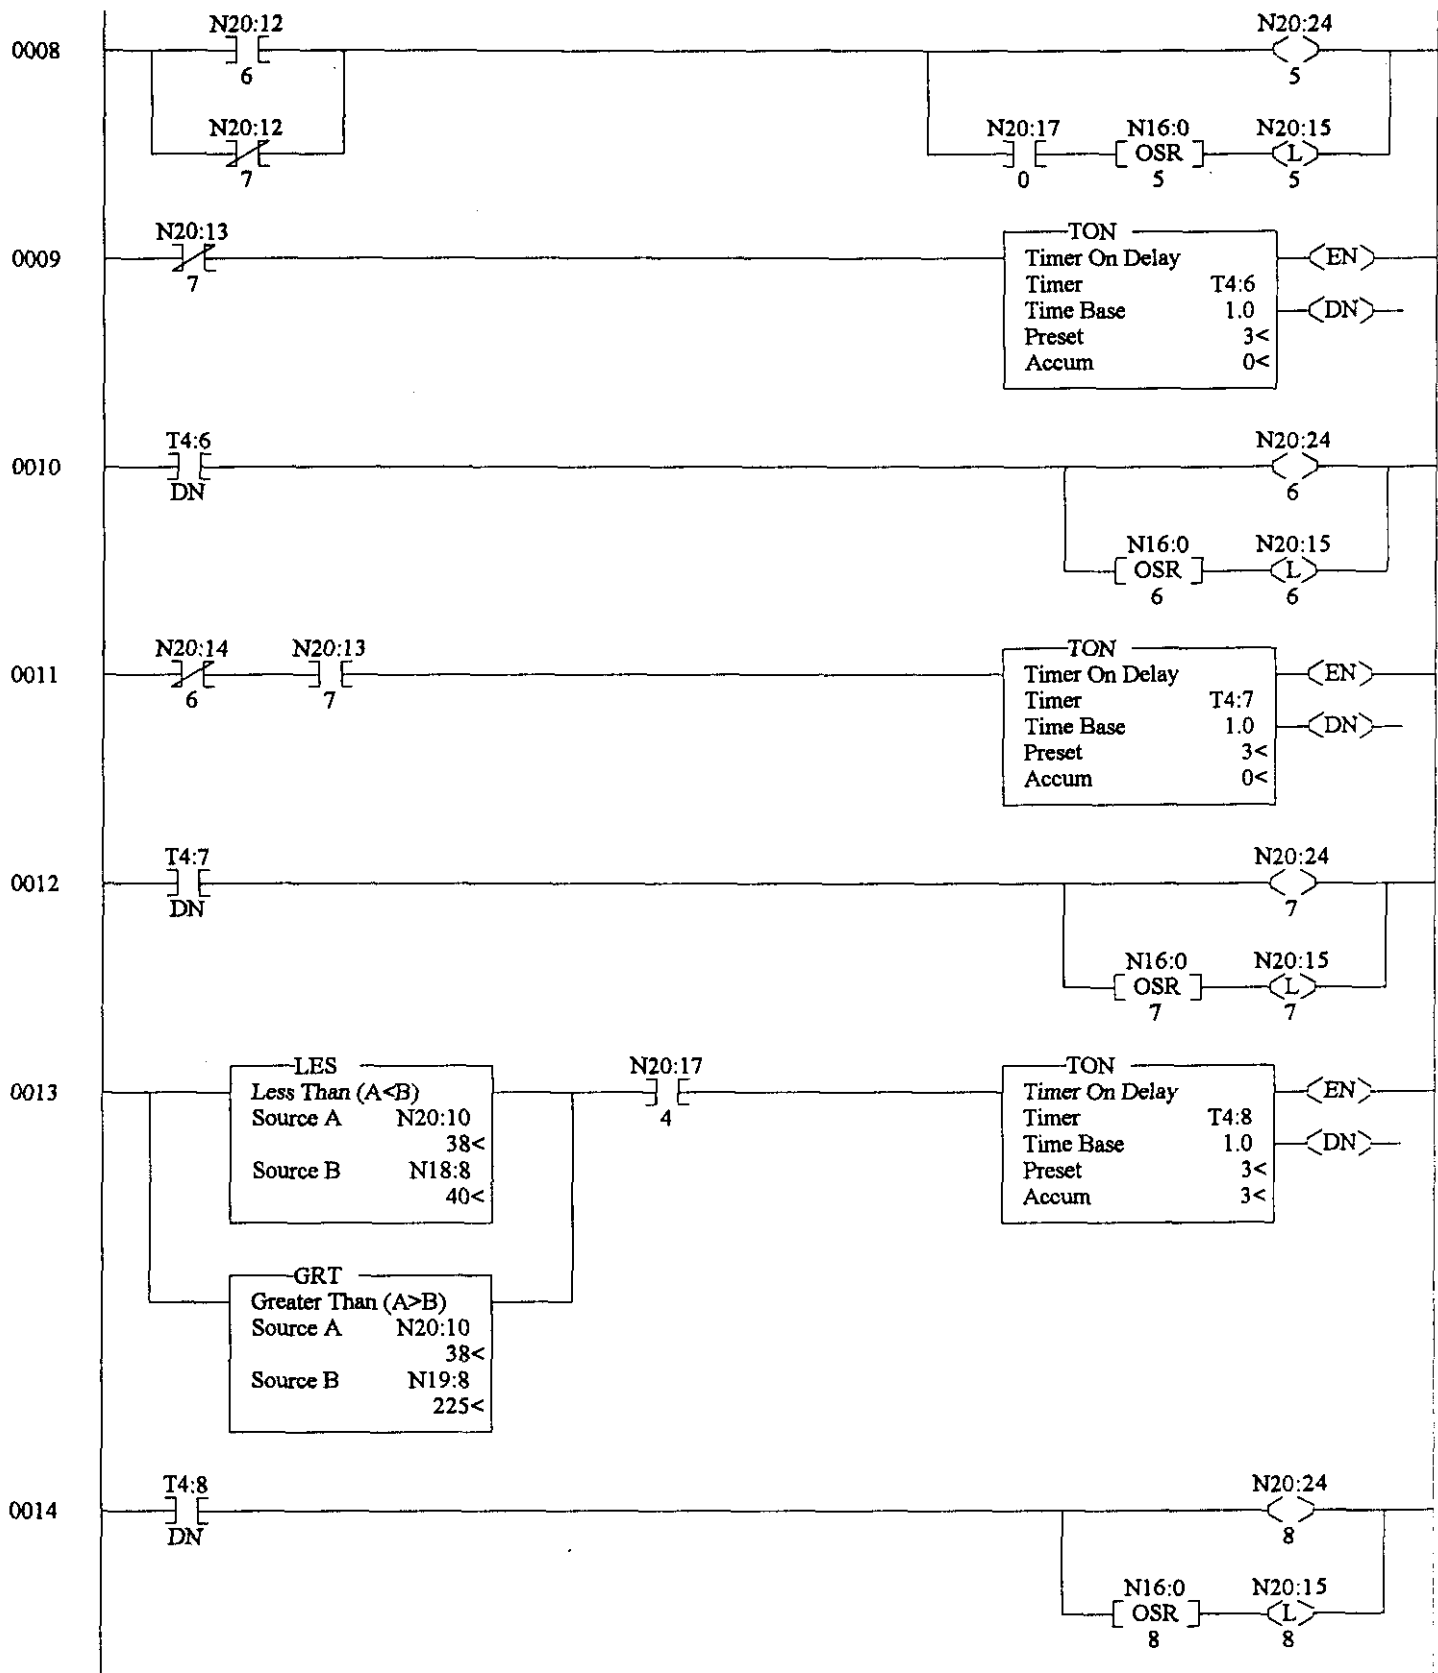 N20:12 N20:24
0008
6 5
N20:12 N20:17 N16:0 N20:15
OSR L
7 0 5 5
N20:13 TON
0009 Timer On Delay EN
7 Timer T4:6
Time Base 1.0 DN
Preset 3<
Accum 0<
T4:6 N20:24
0010
DN 6
N16:0 N20:15
OSR L
6 6
N20:14 N20:13 TON
0011 Timer On Delay EN
6 7 Timer T4:7
Time Base 1.0 DN
Preset 3<
Accum 0<
T4:7 N20:24
0012
DN 7
N16:0 N20:15
OSR L
7 7
LES N20:17 TON
0013 Less Than (A<B) Timer On Delay EN
Source A N20:10 4 Timer T4:8
38< Time Base 1.0 DN
Source B N18:8 Preset 3<
40< Accum 3<
GRT
Greater Than (A>B)
Source A N20:10
38<
Source B N19:8
225<
T4:8 N20:24
0014
DN 8
N16:0 N20:15
OSR L
8 8